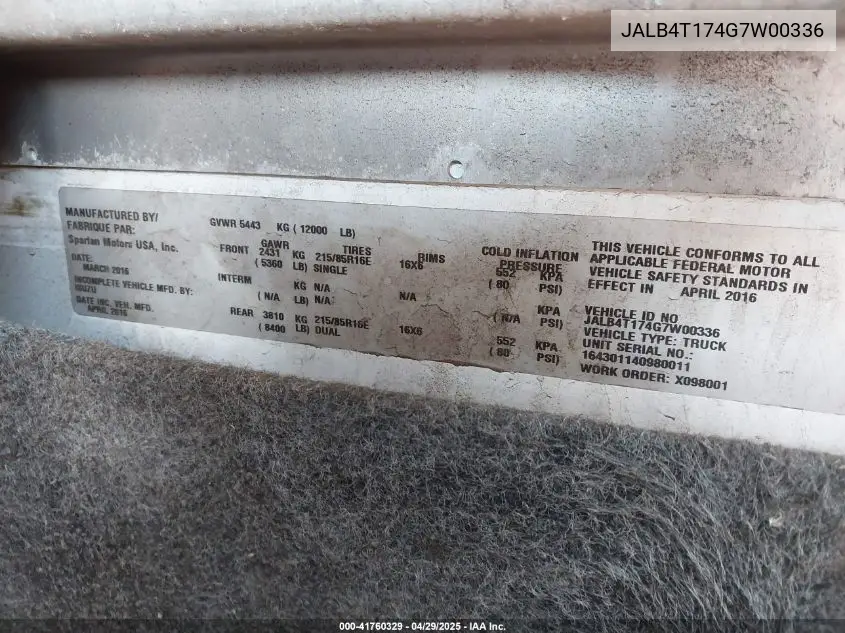 JALB4T174G7W00336
MANUFACTURED BY/
FABRIQUE PAR:
Spartan Motors USA, Inc.
DATE:
MARCH 2016
INCOMPLETE VEHICLE MFD. BY:
ISUZU
DATE INC. VEH. MFD.
APRIL 2016
GVWR 5443 KG ( 12000 LB)
GAWR TIRES RIMS COLD INFLATION PRESSURE
FRONT 2431 KG 215/85R16E 16X6 552 KPA
( 5360 LB) SINGLE ( 80 PSI)
INTERM KG N/A N/A KPA
( N/A LB) N/A ( N/A PSI)
REAR 3810 KG 215/85R16E 16X6 552 KPA
( 8400 LB) DUAL ( 80 PSI)
THIS VEHICLE CONFORMS TO ALL
APPLICABLE FEDERAL MOTOR
VEHICLE SAFETY STANDARDS IN
EFFECT IN APRIL 2016
VEHICLE ID NO
JALB4T174G7W00336
VEHICLE TYPE: TRUCK
UNIT SERIAL NO.:
164301140980011
WORK ORDER: X098001
000-41760329 - 04/29/2025 - IAA Inc.